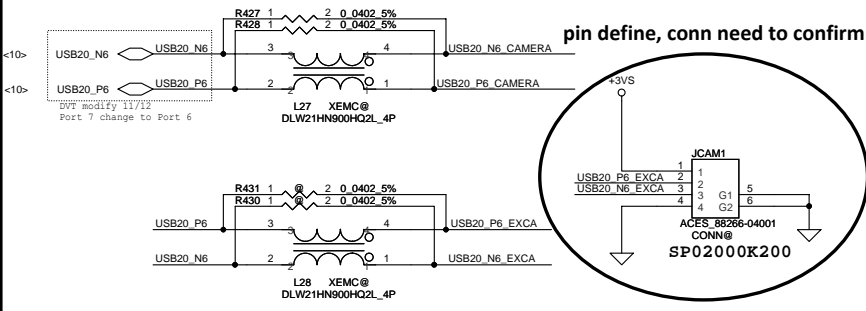 R427 1 2 0_0402_5%
R428 1 2 0_0402_5%
pin define, conn need to confirm
<10> USB20_N6 USB20_N6 3 3 4 USB20_N6_CAMERA
<10> USB20_P6 USB20_P6 2 2 1 USB20_P6_CAMERA
DVT modify 11/12
Port 7 change to Port 6
L27 XEMC@
DLW21HN900HQ2L_4P
+3VS
JCAM1
1 1
USB20_P6_EXCA 2 2
USB20_N6_EXCA 3 3 G1 5
4 4 G2 6
ACES_88266-04001
CONN@
SP02000K200
R431 1 @ 2 0_0402_5%
R430 1 @ 2 0_0402_5%
USB20_P6 3 3 4 USB20_P6_EXCA
USB20_N6 2 2 1 USB20_N6_EXCA
L28 XEMC@
DLW21HN900HQ2L_4P